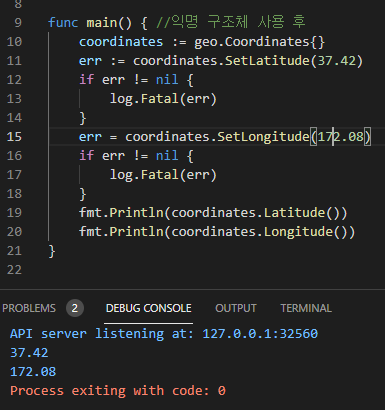 8
9 func main() { //익명 구조체 사용 후
10 coordinates := geo.Coordinates{}
11 err := coordinates.SetLatitude(37.42)
12 if err != nil {
13 log.Fatal(err)
14 }
15 err = coordinates.SetLongitude(172.08)
16 if err != nil {
17 log.Fatal(err)
18 }
19 fmt.Println(coordinates.Latitude())
20 fmt.Println(coordinates.Longitude())
21 }
22
PROBLEMS 2 DEBUG CONSOLE OUTPUT TERMINAL
API server listening at: 127.0.0.1:32560
37.42
172.08
Process exiting with code: 0